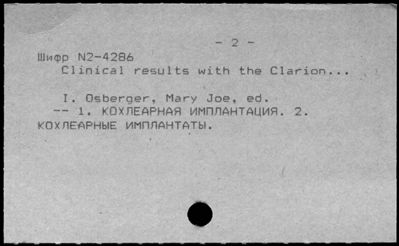 - 2 -
Шифр N2-4286
Clinical results with the Clarion...
I. Osberger, Mary Joe, ed.
-- 1. КОХЛЕАРНАЯ ИМПЛАНТАЦИЯ. 2.
КОХЛЕАРНЫЕ ИМПЛАНТАТЫ.